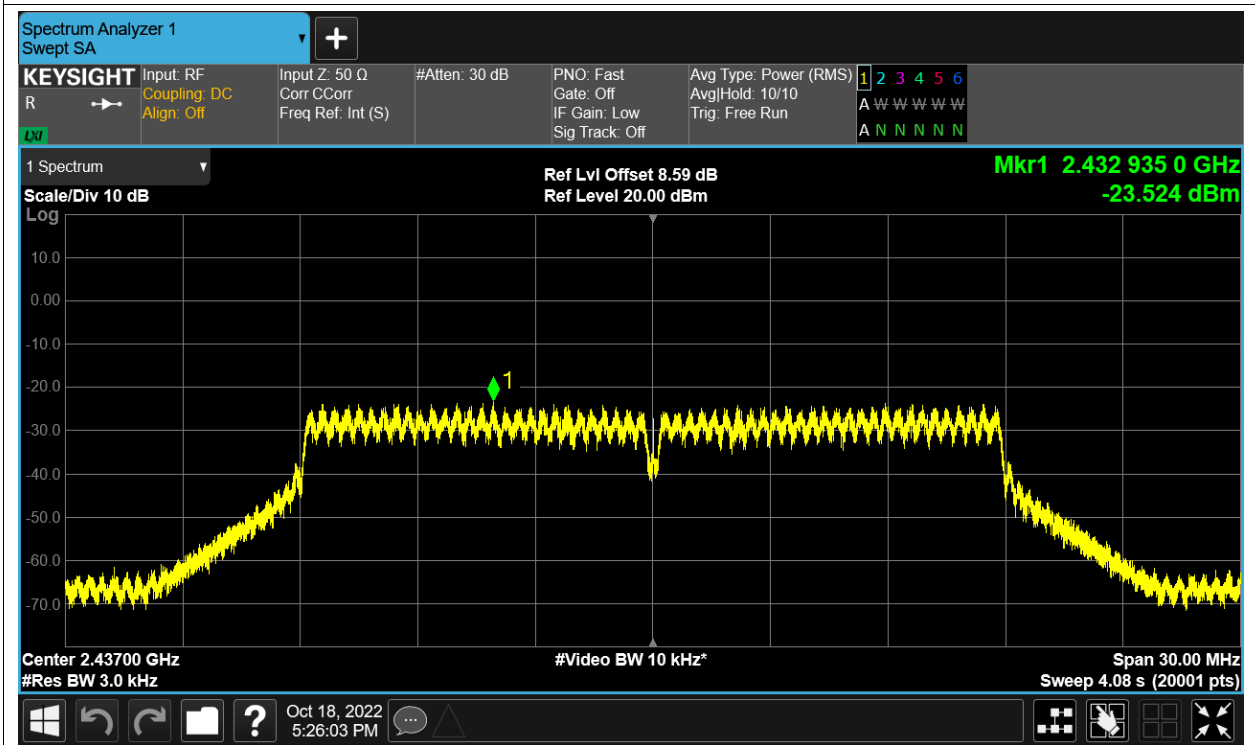 Spectrum Analyzer 1
Swept SA
KEYSIGHT
R
LXI
Input: RF
Coupling: DC
Align: Off
Input Z: 50 Ω
Corr CCorr
Freq Ref: Int (S)
#Atten: 30 dB
PNO: Fast
Gate: Off
IF Gain: Low
Sig Track: Off
Avg Type: Power (RMS)
Avg|Hold: 10/10
Trig: Free Run
1 2 3 4 5 6
A W W W W W
A N N N N N
1 Spectrum
Scale/Div 10 dB
Log
Ref Lvl Offset 8.59 dB
Ref Level 20.00 dBm
Mkr1 2.432 935 0 GHz
-23.524 dBm
10.0
0.00
-10.0
-20.0
1
-30.0
-40.0
-50.0
-60.0
-70.0
Center 2.43700 GHz
#Video BW 10 kHz*
Span 30.00 MHz
#Res BW 3.0 kHz
Sweep 4.08 s (20001 pts)
?
Oct 18, 2022
5:26:03 PM